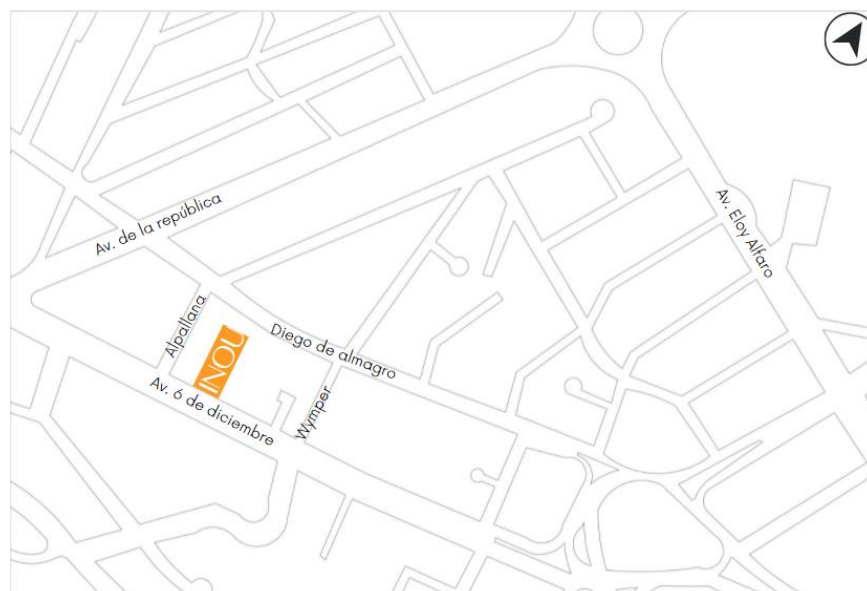 Av. Eloy Alfaro
Av. de la república
Alpallana
INOU
Diego de almagro
Av. 6 de diciembre
Wymper